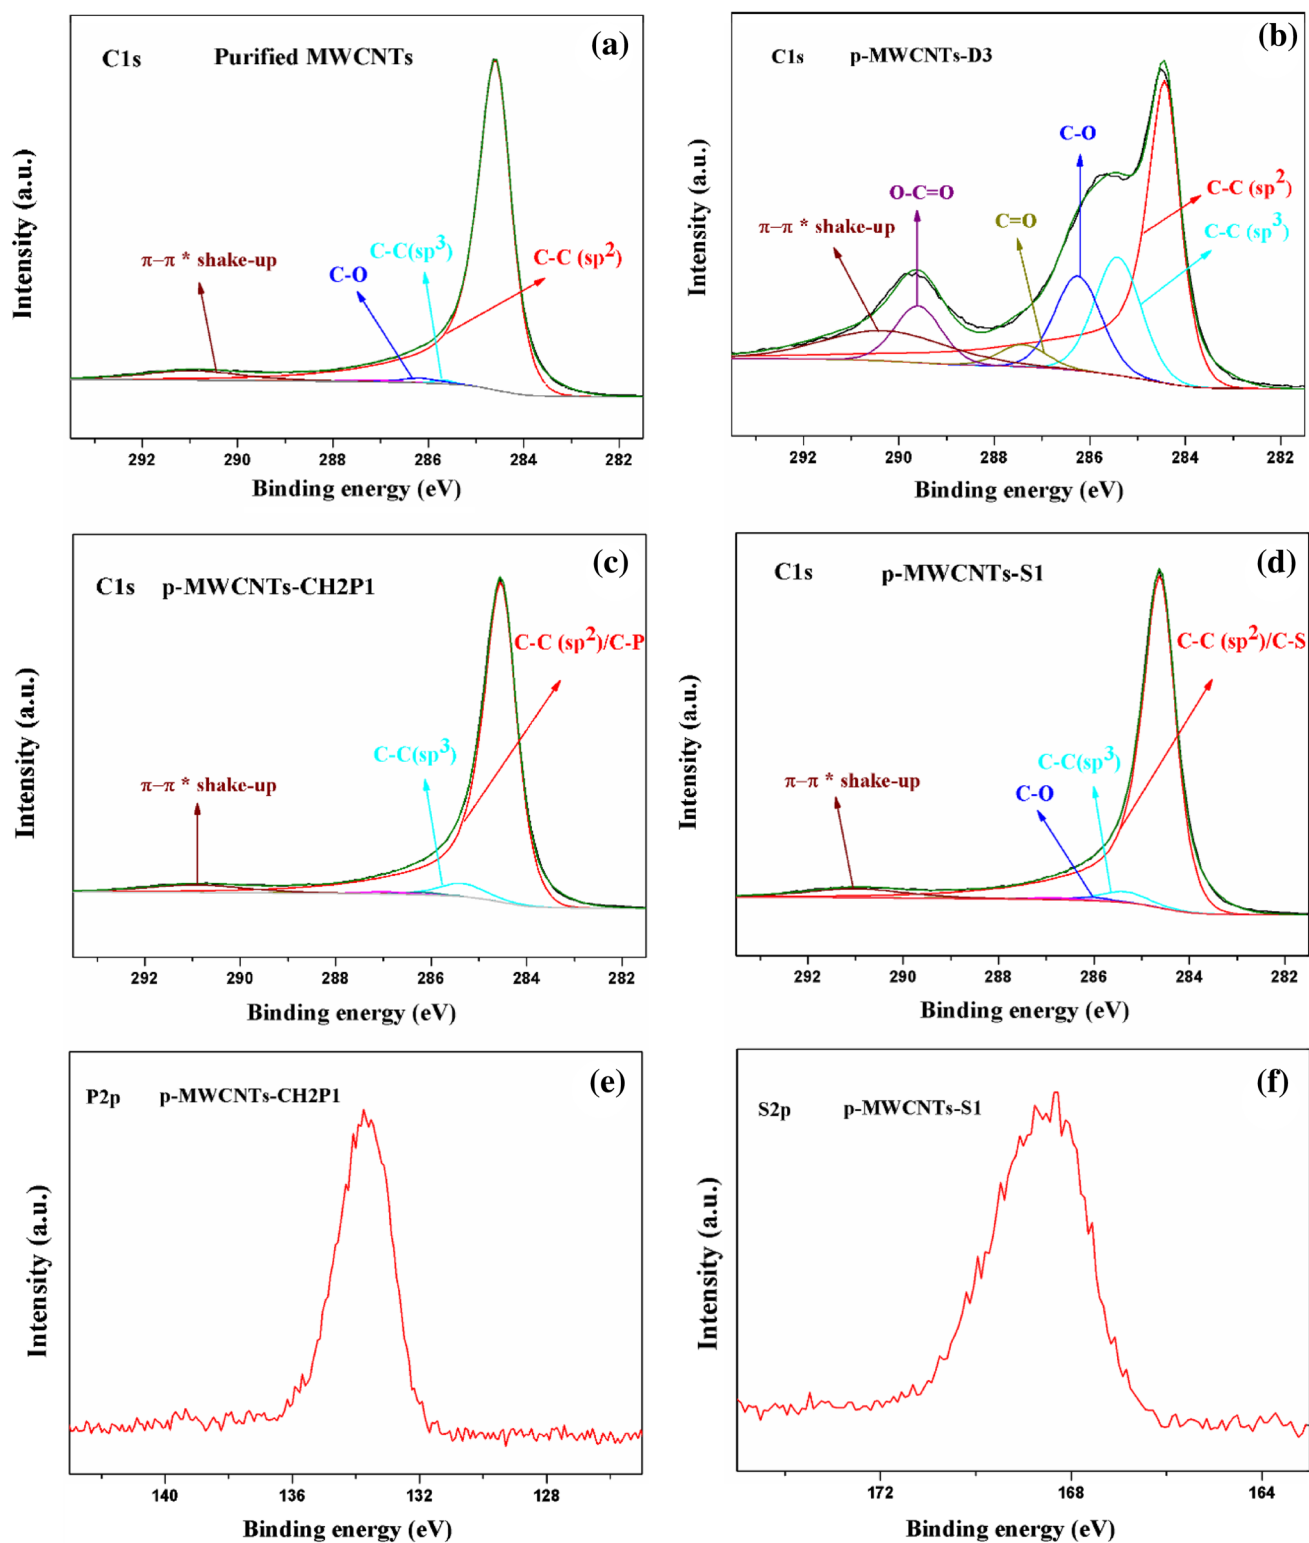 (a)
C1s Purified MWCNTs
C-C(sp³)
C-C (sp²)
π–π * shake-up
C-O
Intensity (a.u.)
292 290 288 286 284 282
Binding energy (eV)
(b)
C1s p-MWCNTs-D3
C-O
O-C=O
C-C (sp²)
C=O
π–π * shake-up
C-C (sp³)
Intensity (a.u.)
292 290 288 286 284 282
Binding energy (eV)
(c)
C1s p-MWCNTs-CH2P1
C-C (sp²)/C-P
C-C(sp³)
π–π * shake-up
Intensity (a.u.)
292 290 288 286 284 282
Binding energy (eV)
(d)
C1s p-MWCNTs-S1
C-C (sp²)/C-S
C-C(sp³)
π–π * shake-up
C-O
Intensity (a.u.)
292 290 288 286 284 282
Binding energy (eV)
(e)
P2p p-MWCNTs-CH2P1
Intensity (a.u.)
140 136 132 128
Binding energy (eV)
(f)
S2p p-MWCNTs-S1
Intensity (a.u.)
172 168 164
Binding energy (eV)